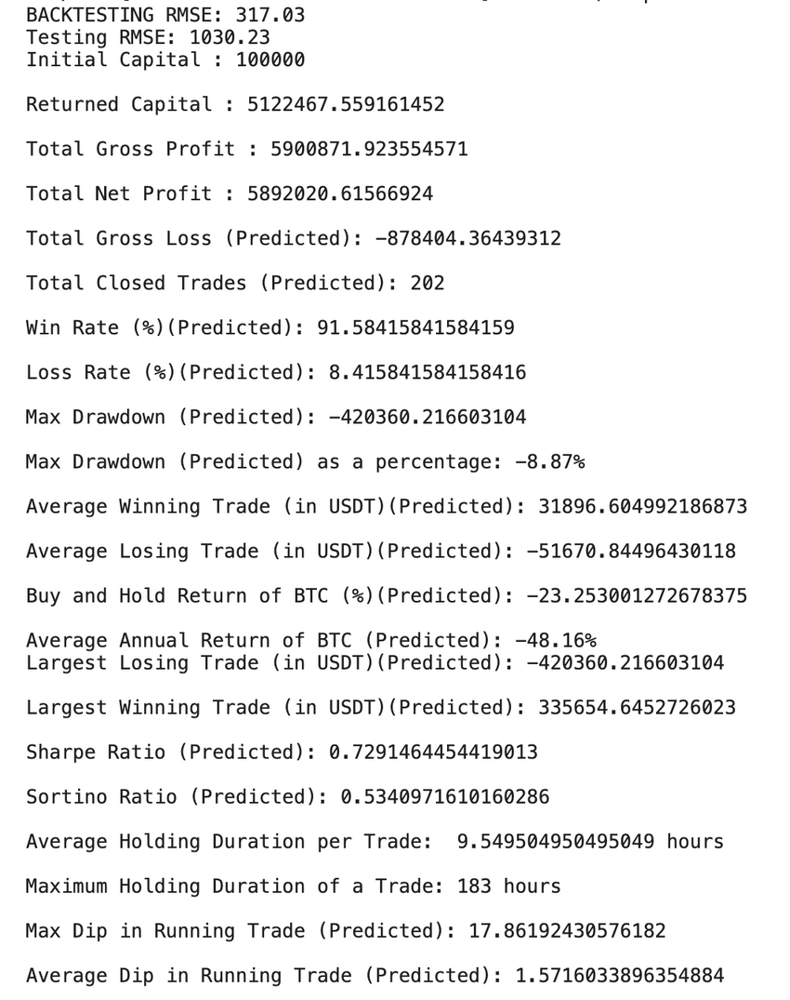 BACKTESTING RMSE: 317.03
Testing RMSE: 1030.23
Initial Capital : 100000
Returned Capital : 5122467.559161452
Total Gross Profit : 5900871.923554571
Total Net Profit : 5892020.61566924
Total Gross Loss (Predicted): -878404.36439312
Total Closed Trades (Predicted): 202
Win Rate (%)(Predicted): 91.58415841584159
Loss Rate (%)(Predicted): 8.415841584158416
Max Drawdown (Predicted): -420360.216603104
Max Drawdown (Predicted) as a percentage: -8.87%
Average Winning Trade (in USDT)(Predicted): 31896.604992186873
Average Losing Trade (in USDT)(Predicted): -51670.84496430118
Buy and Hold Return of BTC (%)(Predicted): -23.253001272678375
Average Annual Return of BTC (Predicted): -48.16%
Largest Losing Trade (in USDT)(Predicted): -420360.216603104
Largest Winning Trade (in USDT)(Predicted): 335654.6452726023
Sharpe Ratio (Predicted): 0.7291464454419013
Sortino Ratio (Predicted): 0.5340971610160286
Average Holding Duration per Trade:  9.549504950495049 hours
Maximum Holding Duration of a Trade: 183 hours
Max Dip in Running Trade (Predicted): 17.86192430576182
Average Dip in Running Trade (Predicted): 1.5716033896354884